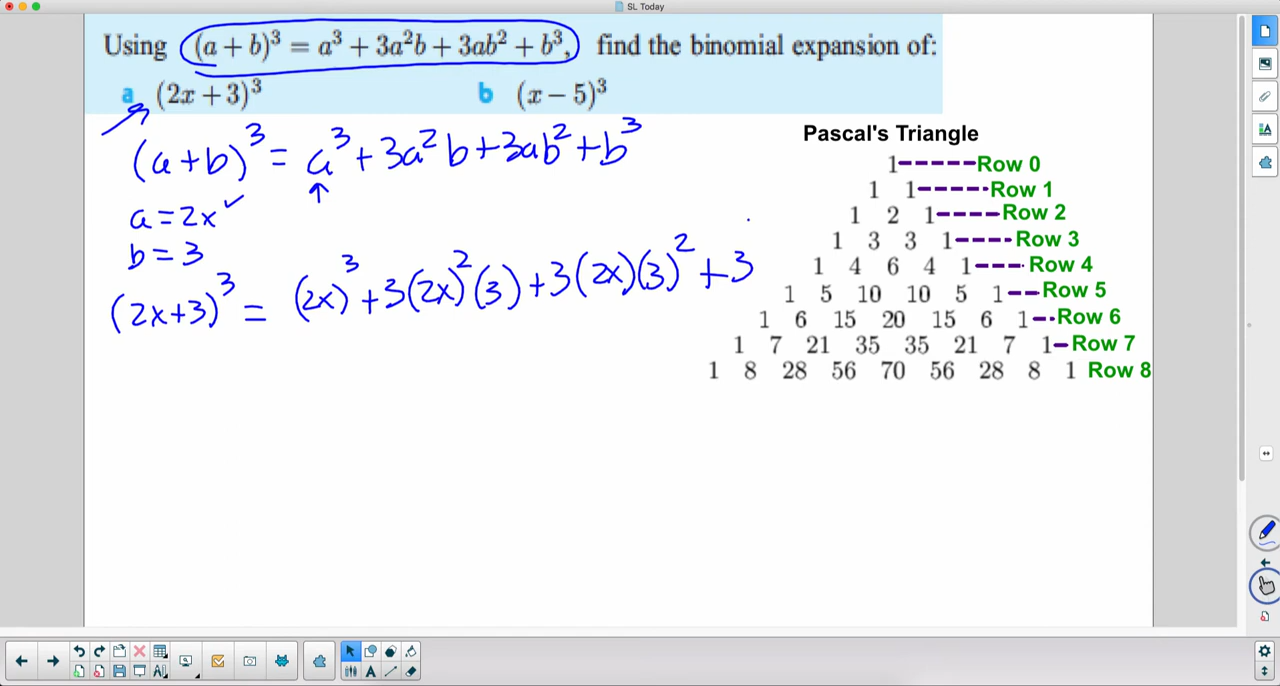 SL Today
Using (a + b)³ = a³ + 3a²b + 3ab² + b³, find the binomial expansion of:
a (2x + 3)³ b (x − 5)³
(a+b)³ = a³ + 3a²b + 3ab² + b³
a = 2x ✓
b = 3
(2x+3)³ = (2x)³ + 3(2x)²(3) + 3(2x)(3)² + 3
Pascal's Triangle
1 Row 0
1 1 Row 1
1 2 1 Row 2
1 3 3 1 Row 3
1 4 6 4 1 Row 4
1 5 10 10 5 1 Row 5
1 6 15 20 15 6 1 Row 6
1 7 21 35 35 21 7 1 Row 7
1 8 28 56 70 56 28 8 1 Row 8